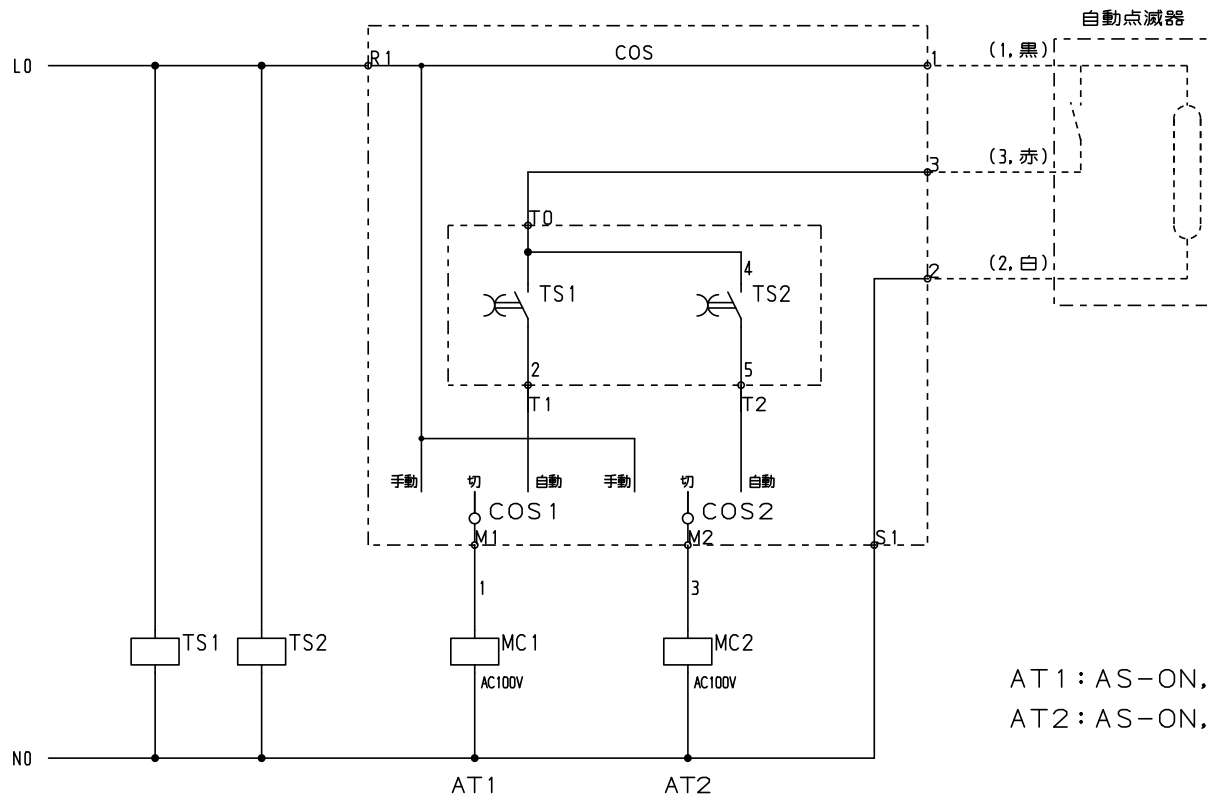 自動点滅器
L0
R1
COS
1
(1,黒)
3
(3,赤)
T0
4
2
(2,白)
TS1
TS2
2
5
T1
T2
手動
切
自動
手動
切
自動
COS1
COS2
M1
M2
S1
1
3
TS1
TS2
MC1
MC2
AC100V
AC100V
AT1:AS-ON,
AT2:AS-ON,
N0
AT1
AT2